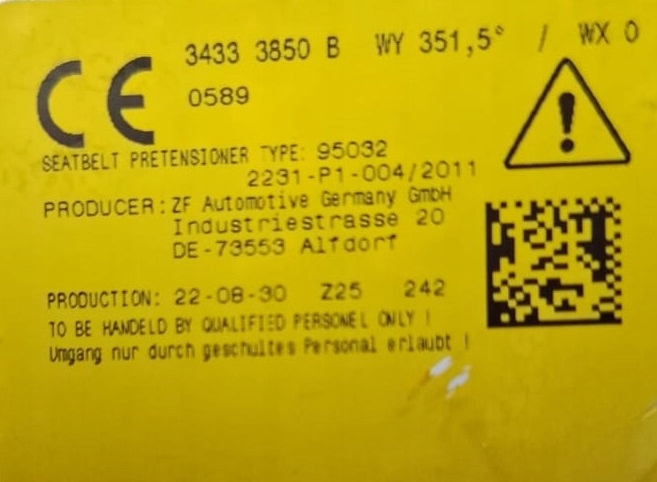 3433 3850 B WY 351,5° / WX 0
CE 0589
SEATBELT PRETENSIONER TYPE: 95032
2231-P1-004/2011
PRODUCER: ZF Automotive Germany GmbH
Industriestrasse 20
DE-73553 Alfdorf
PRODUCTION: 22-08-30 Z25 242
TO BE HANDELD BY QUALIFIED PERSONEL ONLY !
Umgang nur durch geschultes Personal erlaubt !